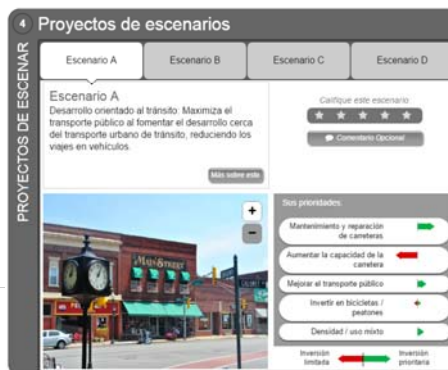 4 Proyectos de escenarios
PROYECTOS DE ESCENAR
Escenario A
Escenario B
Escenario C
Escenario D
Escenario A
Desarrollo orientado al tránsito: Maximiza el
transporte público al fomentar el desarrollo cerca
del transporte urbano de tránsito, reduciendo los
viajes en vehículos.
Más sobre este
Califique este escenario
Comentario Opcional
MAIN STREET
+
−
Sus prioridades:
Mantenimiento y reparación
de carreteras
Aumentar la capacidad de la
carretera
Mejorar el transporte público
Invertir en bicicletas /
peatones
Densidad / uso mixto
Inversión
limitada
Inversión
prioritaria